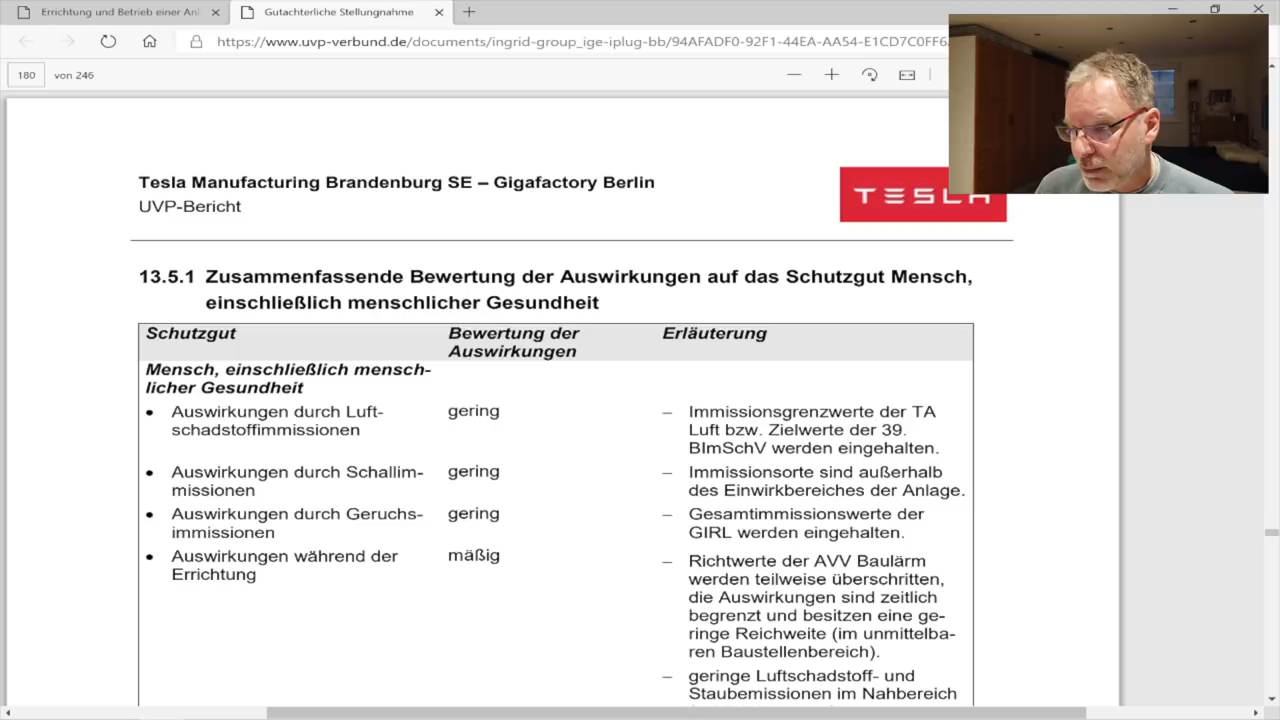 Errichtung und Betrieb einer Anl
Gutachterliche Stellungnahme
https://www.uvp-verbund.de/documents/ingrid-group_ige-iplug-bb/94AFADF0-92F1-44EA-AA54-E1CD7C0FF6
180 von 246
Tesla Manufacturing Brandenburg SE – Gigafactory Berlin
UVP-Bericht
TESLA
13.5.1 Zusammenfassende Bewertung der Auswirkungen auf das Schutzgut Mensch,
einschließlich menschlicher Gesundheit
Schutzgut
Bewertung der
Auswirkungen
Erläuterung
Mensch, einschließlich mensch-
licher Gesundheit
• Auswirkungen durch Luft-
schadstoffimmissionen
gering
– Immissionsgrenzwerte der TA
Luft bzw. Zielwerte der 39.
BImSchV werden eingehalten.
• Auswirkungen durch Schallim-
missionen
gering
– Immissionsorte sind außerhalb
des Einwirkbereiches der Anlage.
• Auswirkungen durch Geruchs-
immissionen
gering
– Gesamtimmissionswerte der
GIRL werden eingehalten.
• Auswirkungen während der
Errichtung
mäßig
– Richtwerte der AVV Baulärm
werden teilweise überschritten,
die Auswirkungen sind zeitlich
begrenzt und besitzen eine ge-
ringe Reichweite (im unmittelba-
ren Baustellenbereich).
– geringe Luftschadstoff- und
Staubemissionen im Nahbereich